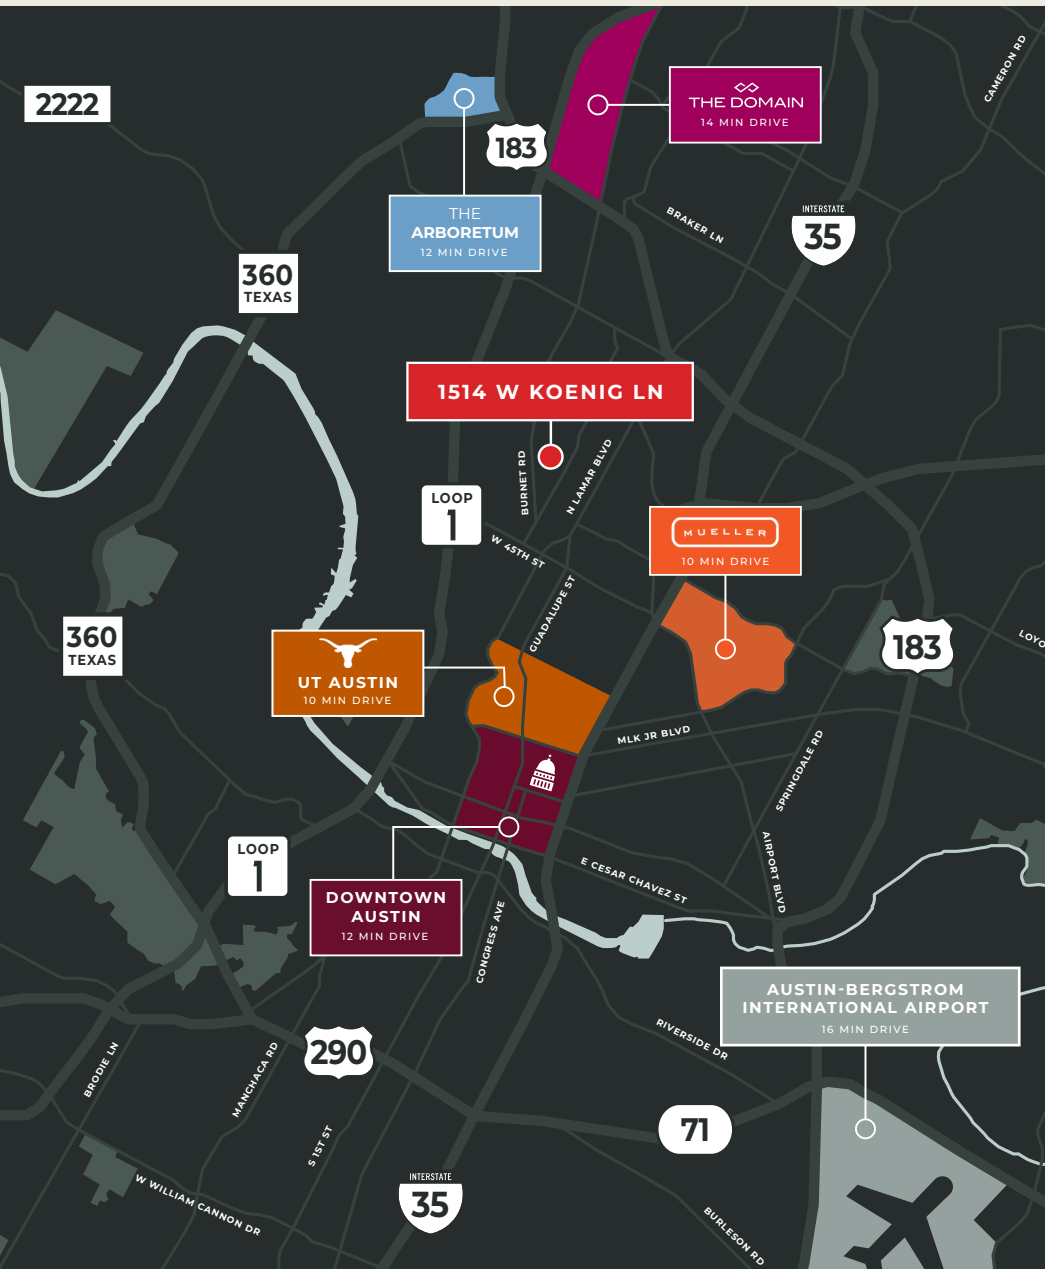 CAMERON RD
2222
THE DOMAIN
14 MIN DRIVE
183
THE
ARBORETUM
12 MIN DRIVE
BRAKER LN
INTERSTATE
35
360
TEXAS
1514 W KOENIG LN
BURNET RD
N LAMAR BLVD
LOOP
1
W 45TH ST
MUELLER
10 MIN DRIVE
GUADALUPE ST
360
TEXAS
183
LOYO
UT AUSTIN
10 MIN DRIVE
MLK JR BLVD
SPRINGDALE RD
LOOP
1
E CESAR CHAVEZ ST
AIRPORT BLVD
DOWNTOWN
AUSTIN
12 MIN DRIVE
CONGRESS AVE
AUSTIN-BERGSTROM
INTERNATIONAL AIRPORT
16 MIN DRIVE
290
RIVERSIDE DR
BRODIE LN
MANCHACA RD
S 1ST ST
71
INTERSTATE
35
W WILLIAM CANNON DR
BURLESON RD